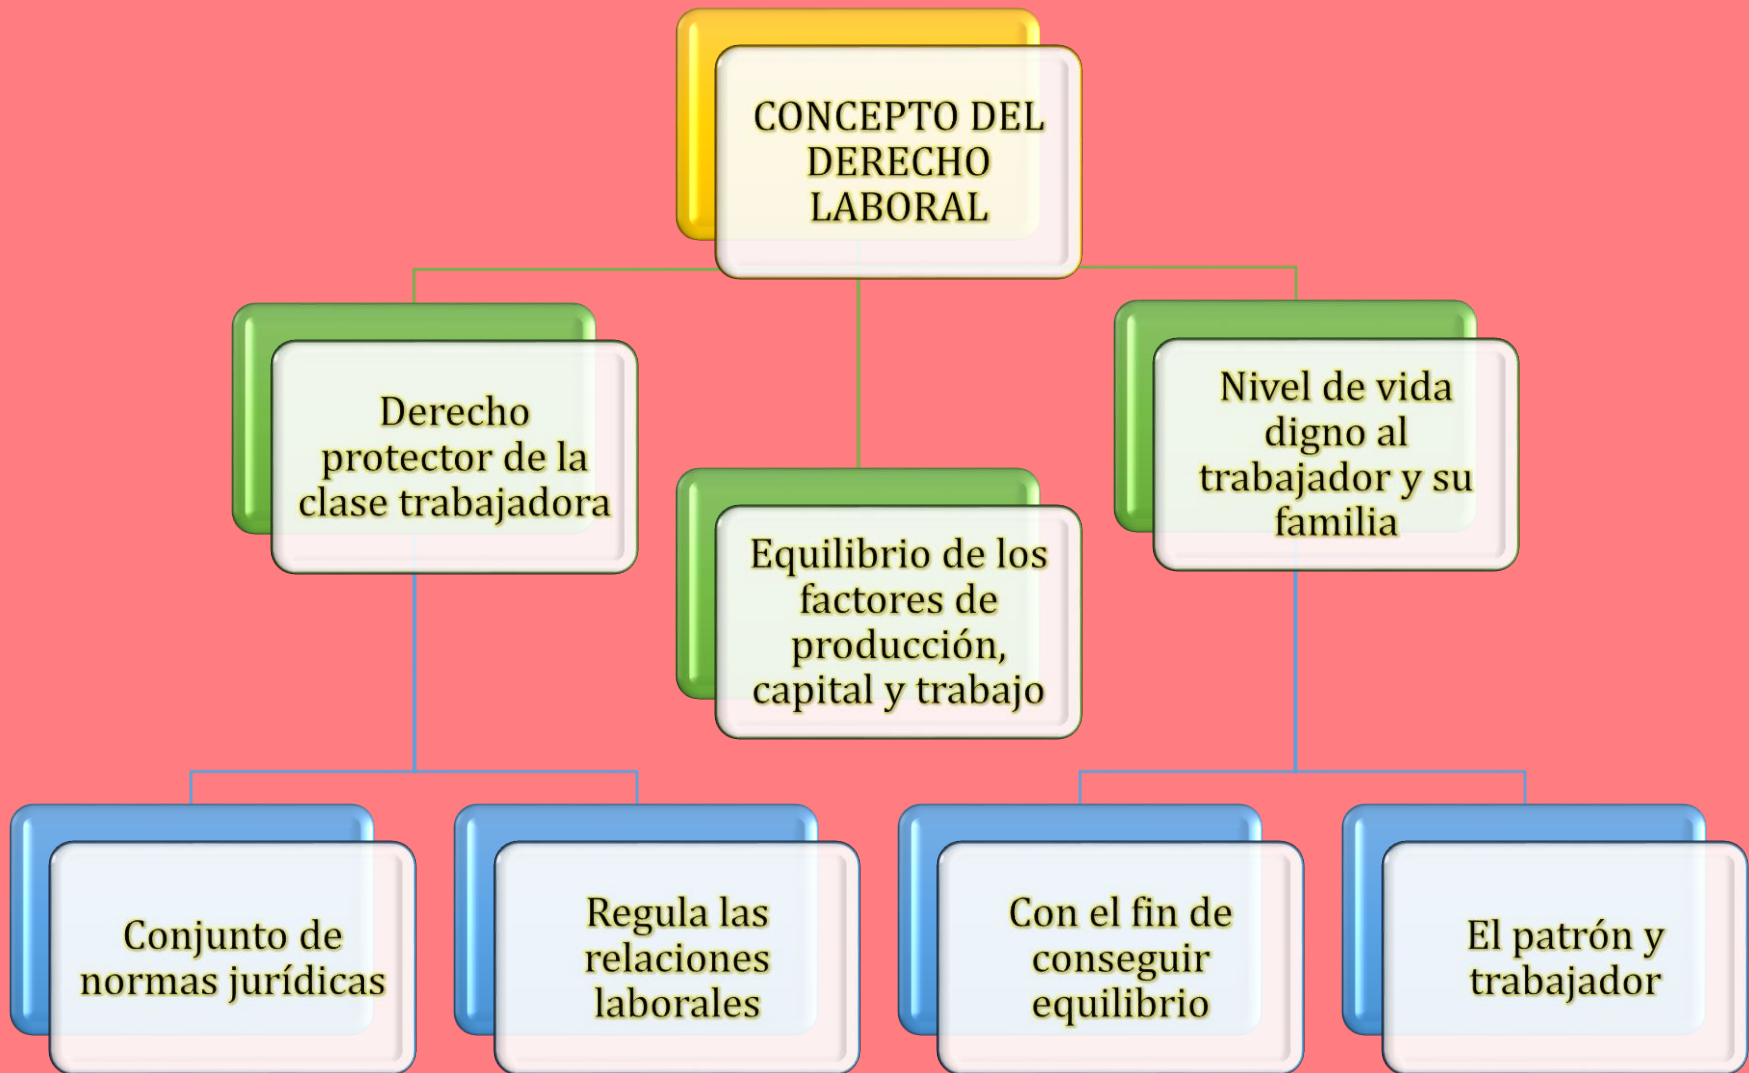 CONCEPTO DEL
DERECHO
LABORAL
Derecho
protector de la
clase trabajadora
Equilibrio de los
factores de
producción,
capital y trabajo
Nivel de vida
digno al
trabajador y su
familia
Conjunto de
normas jurídicas
Regula las
relaciones
laborales
Con el fin de
conseguir
equilibrio
El patrón y
trabajador